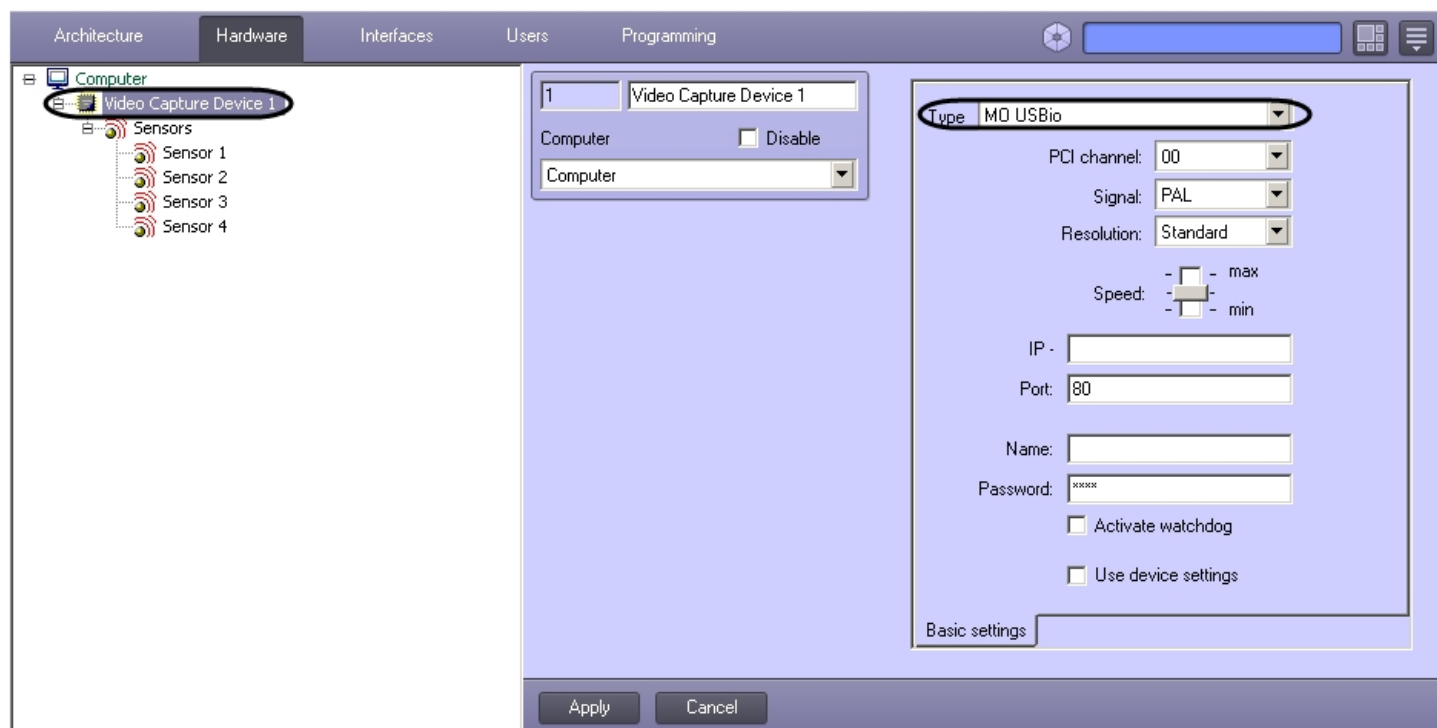 Architecture Hardware Interfaces Users Programming
Computer
Video Capture Device 1
Sensors
Sensor 1
Sensor 2
Sensor 3
Sensor 4
1 Video Capture Device 1
Computer Disable
Computer
Type MO USBio
PCI channel: 00
Signal: PAL
Resolution: Standard
Speed: max
min
IP -
Port: 80
Name:
Password: ****
Activate watchdog
Use device settings
Basic settings
Apply Cancel